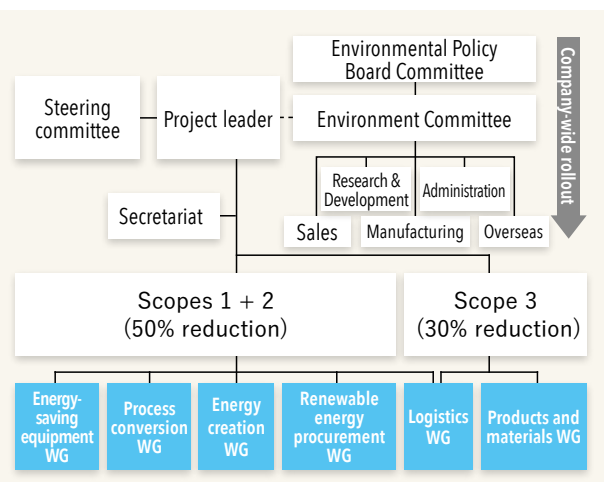 Environmental Policy
Board Committee
Company-wide rollout
Steering
committee
Project leader
Environment Committee
Research &
Development
Administration
Secretariat
Sales
Manufacturing
Overseas
Scopes 1 + 2
(50% reduction)
Scope 3
(30% reduction)
Energy-
saving
equipment
WG
Process
conversion
WG
Energy
creation
WG
Renewable
energy
procurement
WG
Logistics
WG
Products and
materials WG